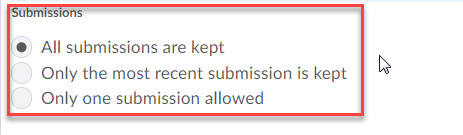 Submissions
All submissions are kept
Only the most recent submission is kept
Only one submission allowed